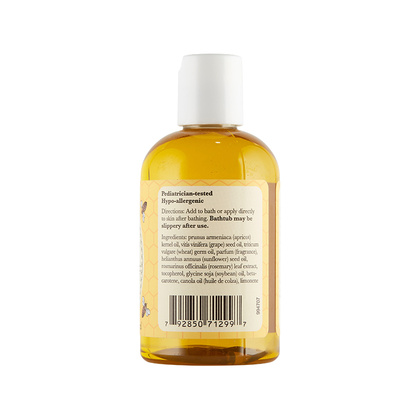 Pediatrician-tested
Hypo-allergenic
Directions: Add to bath or apply directly
to skin after bathing. Bathtub may be
slippery after use.
Ingredients: prunus armeniaca (apricot)
kernel oil, vitis vinifera (grape) seed oil, triticum
vulgare (wheat) germ oil, parfum (fragrance),
helianthus annuus (sunflower) seed oil,
rosmarinus officinalis (rosemary) leaf extract,
tocopherol, glycine soja (soybean) oil, beta-
carotene, canola oil (huile de colza), limonene
7 92850 71299 7